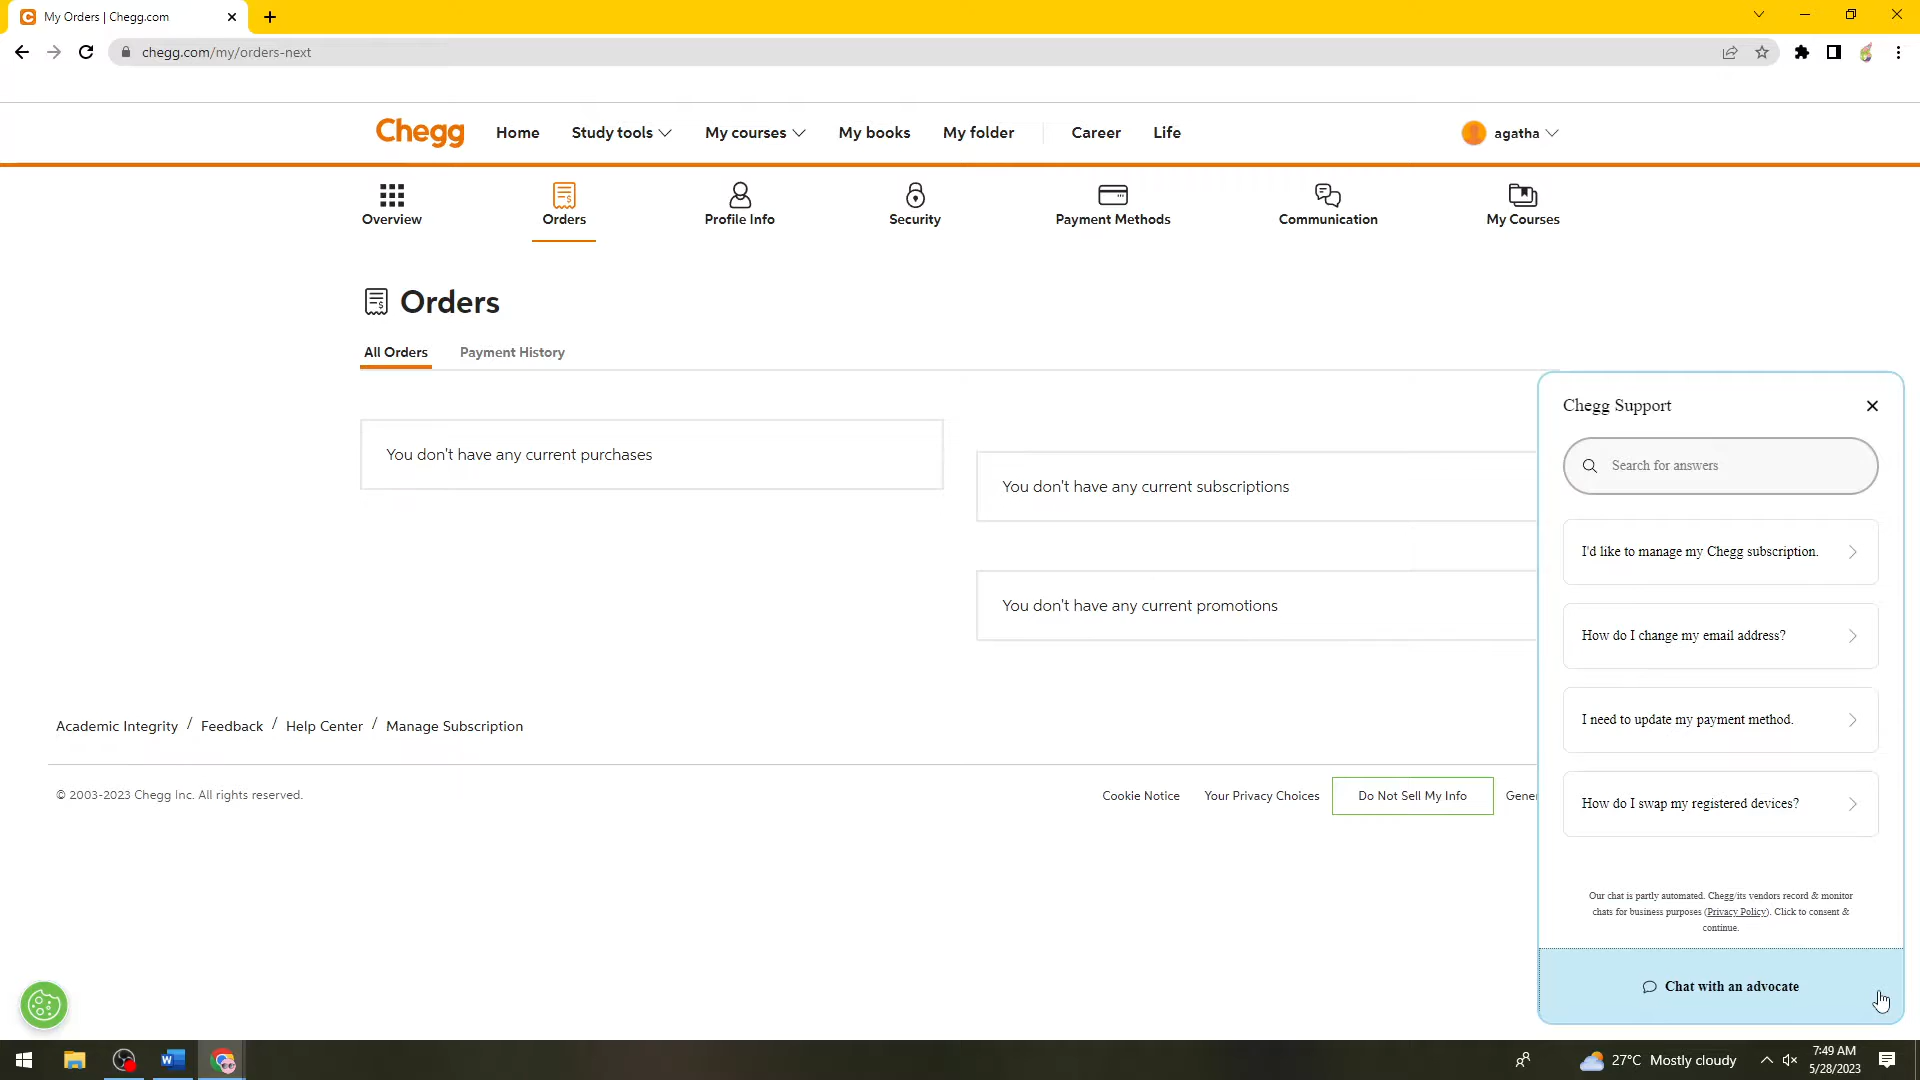 My Orders | Chegg.com
chegg.com/my/orders-next
Chegg
Home
Study tools
My courses
My books
My folder
Career
Life
agatha
Overview
Orders
Profile Info
Security
Payment Methods
Communication
My Courses
Orders
All Orders
Payment History
You don't have any current purchases
You don't have any current subscriptions
You don't have any current promotions
Chegg Support
Search for answers
I'd like to manage my Chegg subscription.
How do I change my email address?
I need to update my payment method.
How do I swap my registered devices?
Our chat is partly automated. Chegg/its vendors record & monitor
chats for business purposes (Privacy Policy). Click to consent &
continue.
Chat with an advocate
Academic Integrity / Feedback / Help Center / Manage Subscription
© 2003-2023 Chegg Inc. All rights reserved.
Cookie Notice
Your Privacy Choices
Do Not Sell My Info
Gener
27°C Mostly cloudy
7:49 AM
5/28/2023